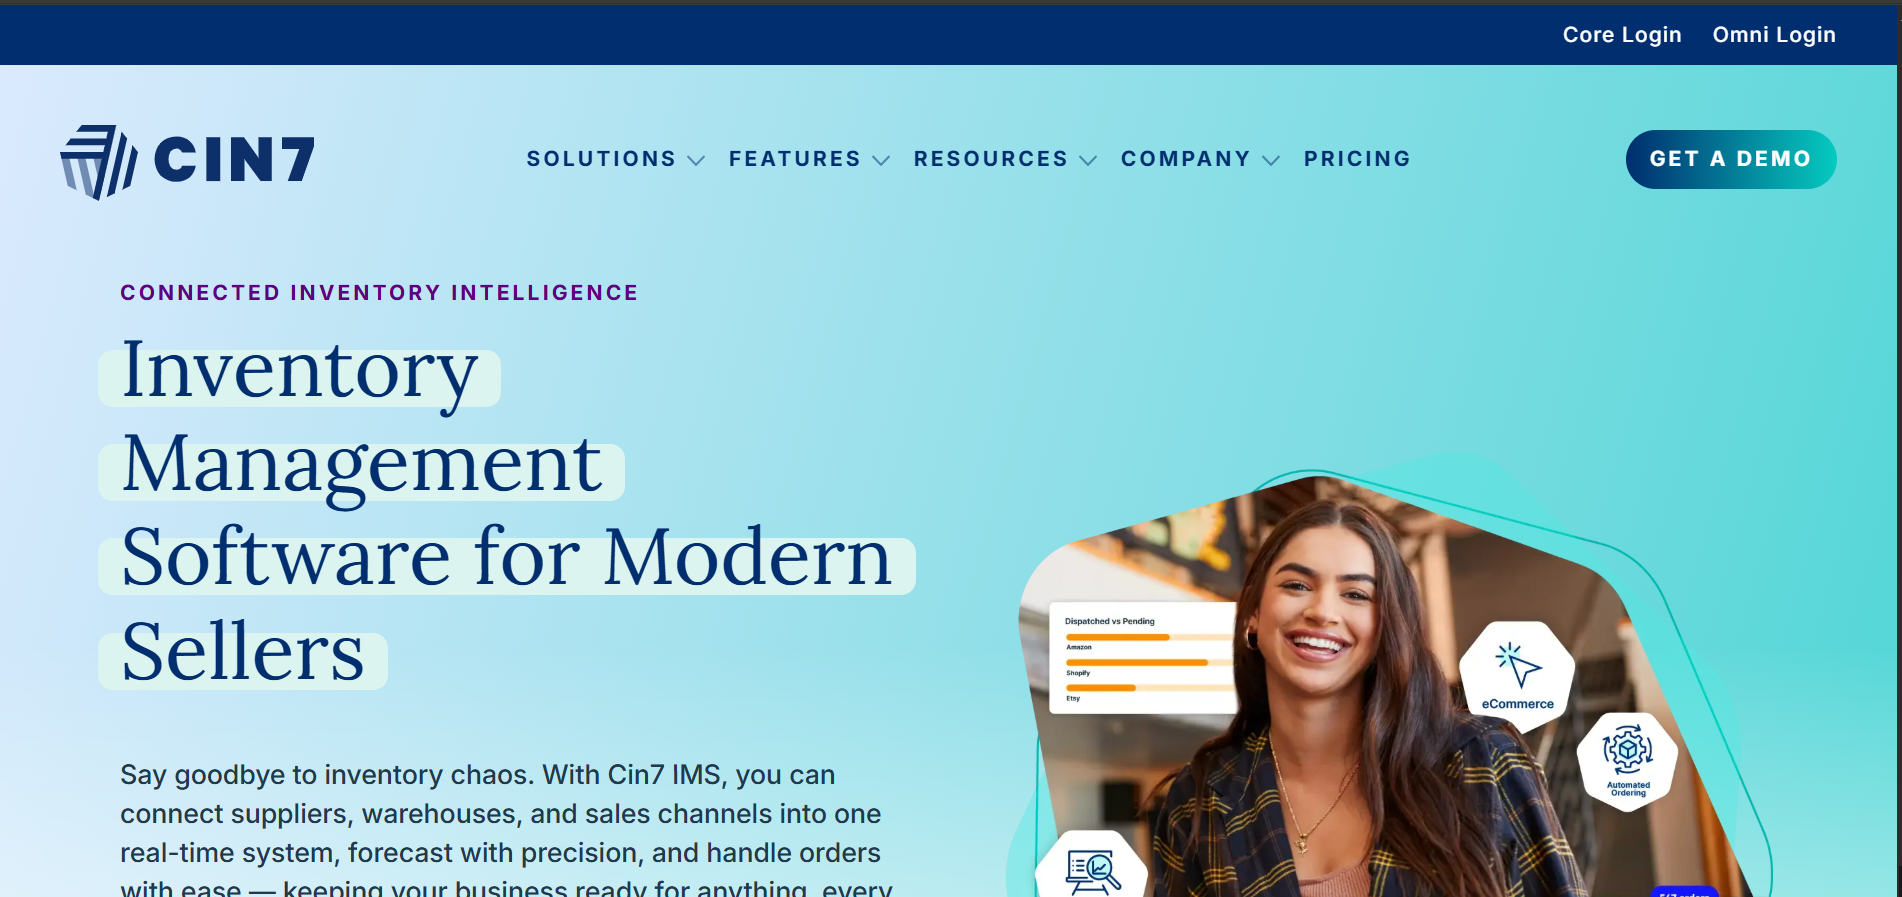 Core Login Omni Login
CIN7
SOLUTIONS FEATURES RESOURCES COMPANY PRICING
GET A DEMO
CONNECTED INVENTORY INTELLIGENCE
Inventory
Management
Software for Modern
Sellers
Say goodbye to inventory chaos. With Cin7 IMS, you can
connect suppliers, warehouses, and sales channels into one
real-time system, forecast with precision, and handle orders
with ease — keeping your business ready for anything, every
Dispatched vs Pending
Amazon
Shopify
Etsy
eCommerce
Automated
Ordering